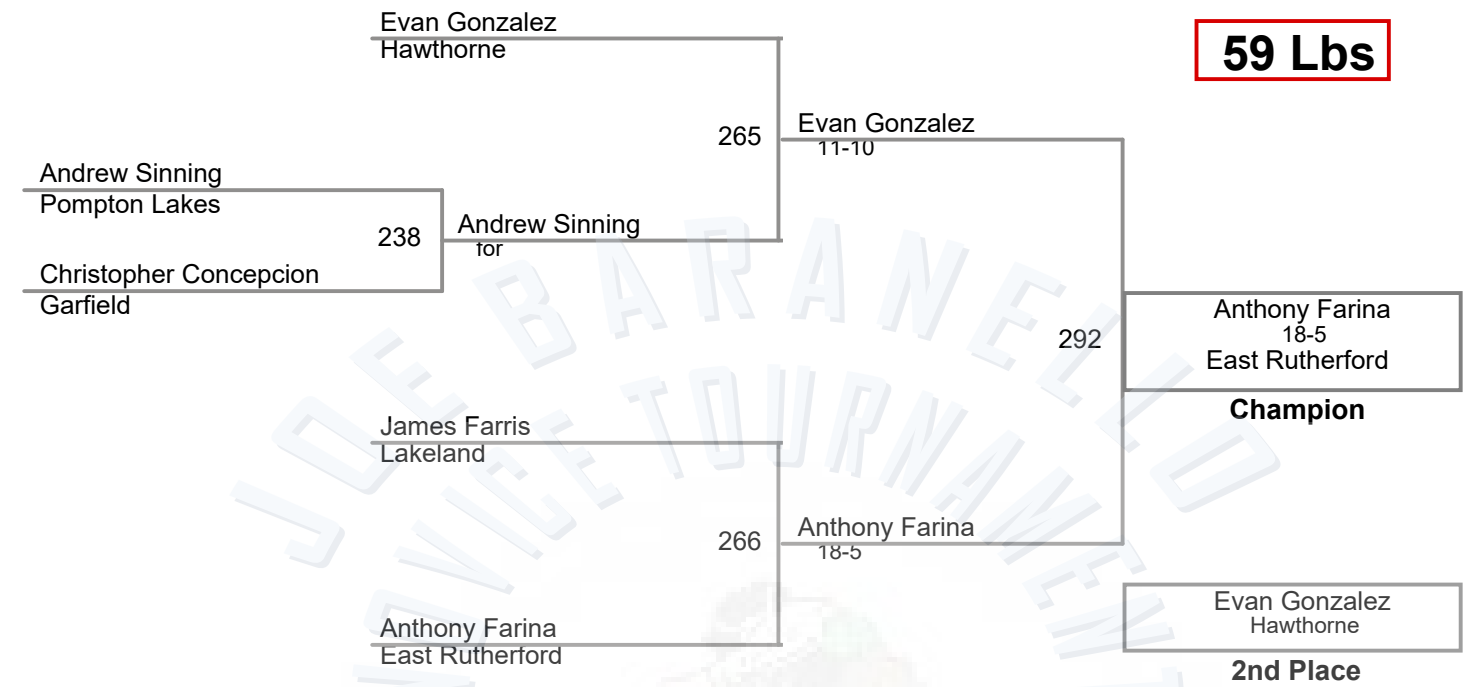 Evan Gonzalez
Hawthorne
59 Lbs
265
Evan Gonzalez
11-10
Andrew Sinning
Pompton Lakes
238
Andrew Sinning
for
Christopher Concepcion
Garfield
292
Anthony Farina
18-5
East Rutherford
Champion
James Farris
Lakeland
266
Anthony Farina
18-5
Anthony Farina
East Rutherford
Evan Gonzalez
Hawthorne
2nd Place
JOE BARANELLO
NOVICE TOURNAMENT